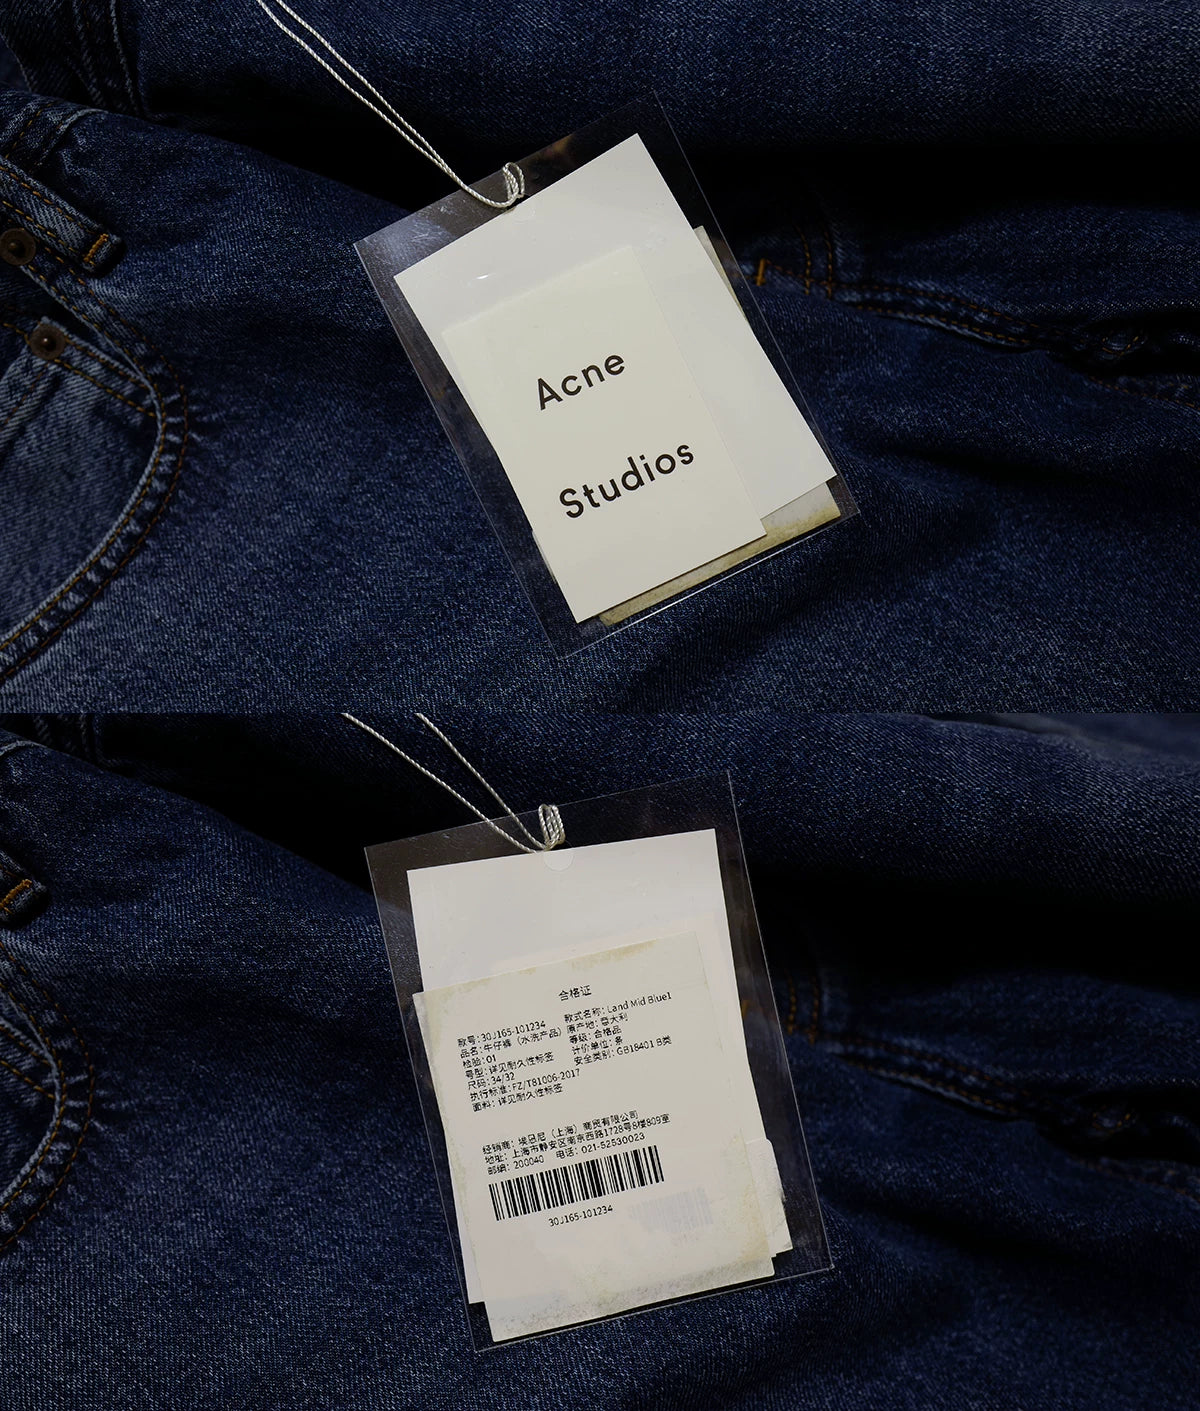 Acne
Studios
合格证
款号：30J165-101234 款式名称：Land Mid Blue1
品名：牛仔裤（水洗产品） 原产地：意大利
检验：01 等级：合格品
号型：详见耐久性标签 计价单位：条
尺码：34/32 安全类别：GB18401 B类
执行标准：FZ/T81006-2017
面料：详见耐久性标签
经销商：埃克尼（上海）商贸有限公司
地址：上海市静安区南京西路1728号8楼809室
邮编：200040 电话：021-52530023
30J165-101234